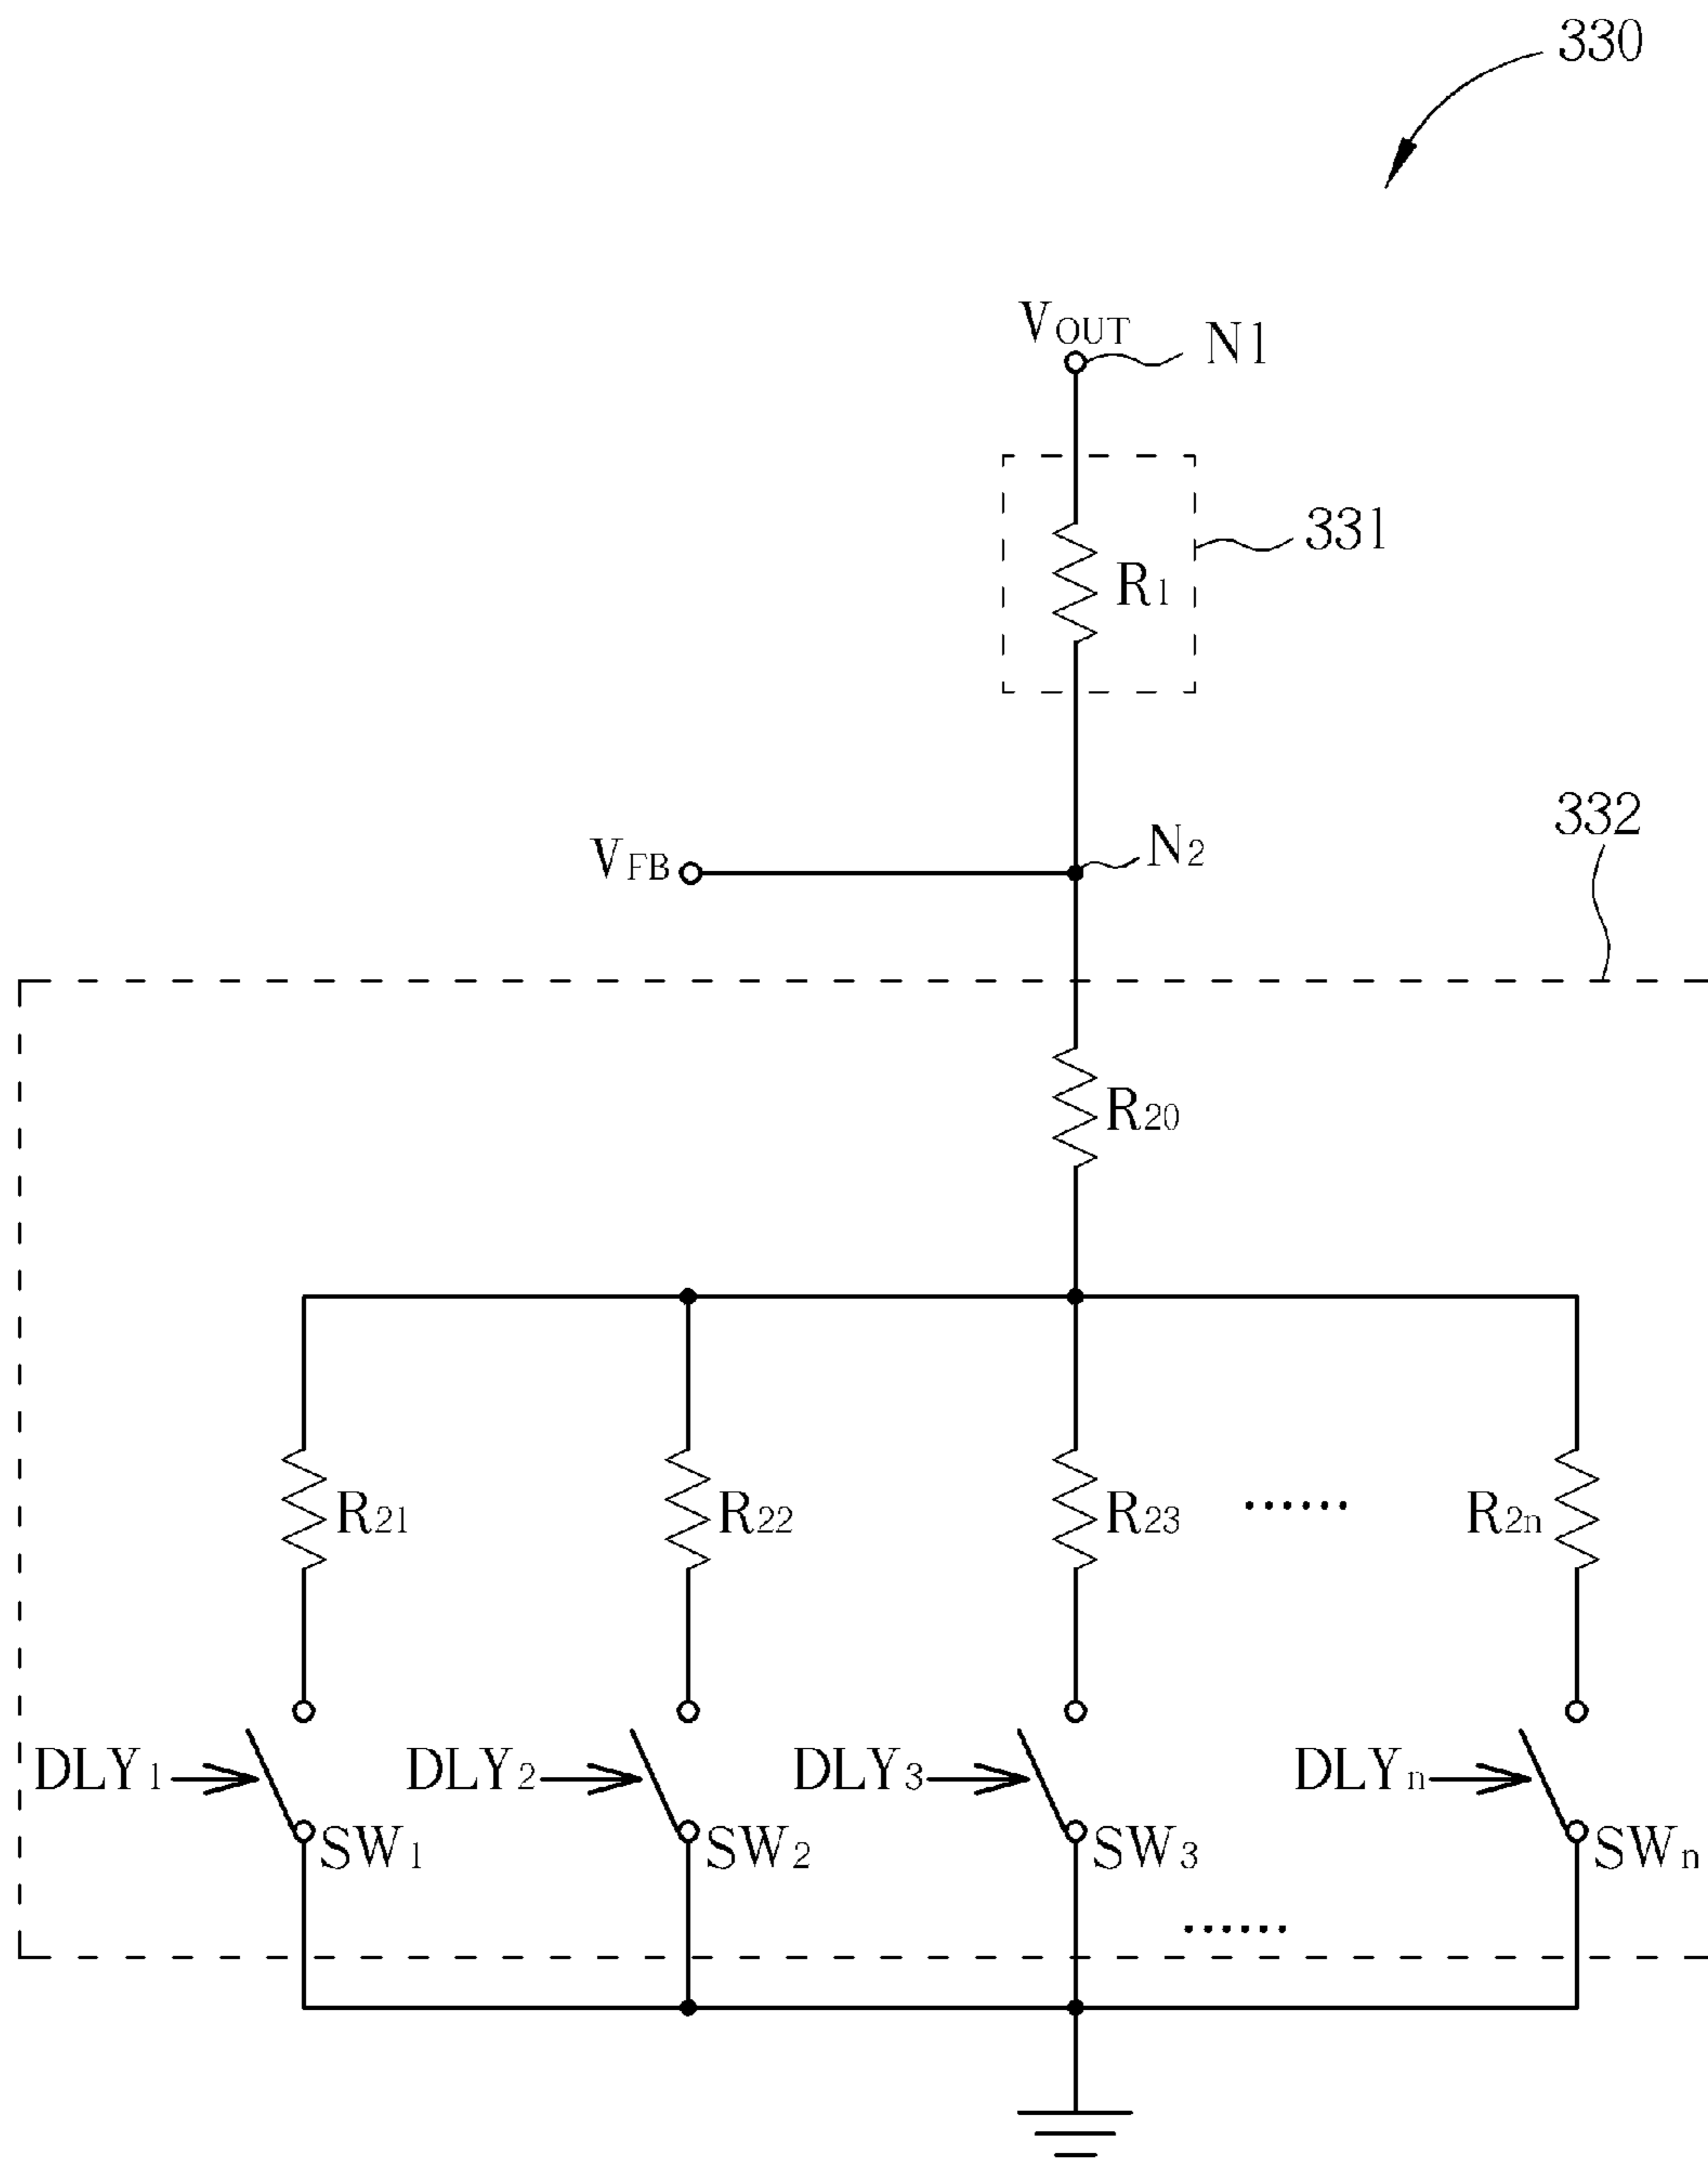 330
VOUT
N1
331
R1
332
N2
VFB
R20
R21 R22 R23 ...... R2n
DLY1 DLY2 DLY3 DLYn
SW1 SW2 SW3 SWn
......